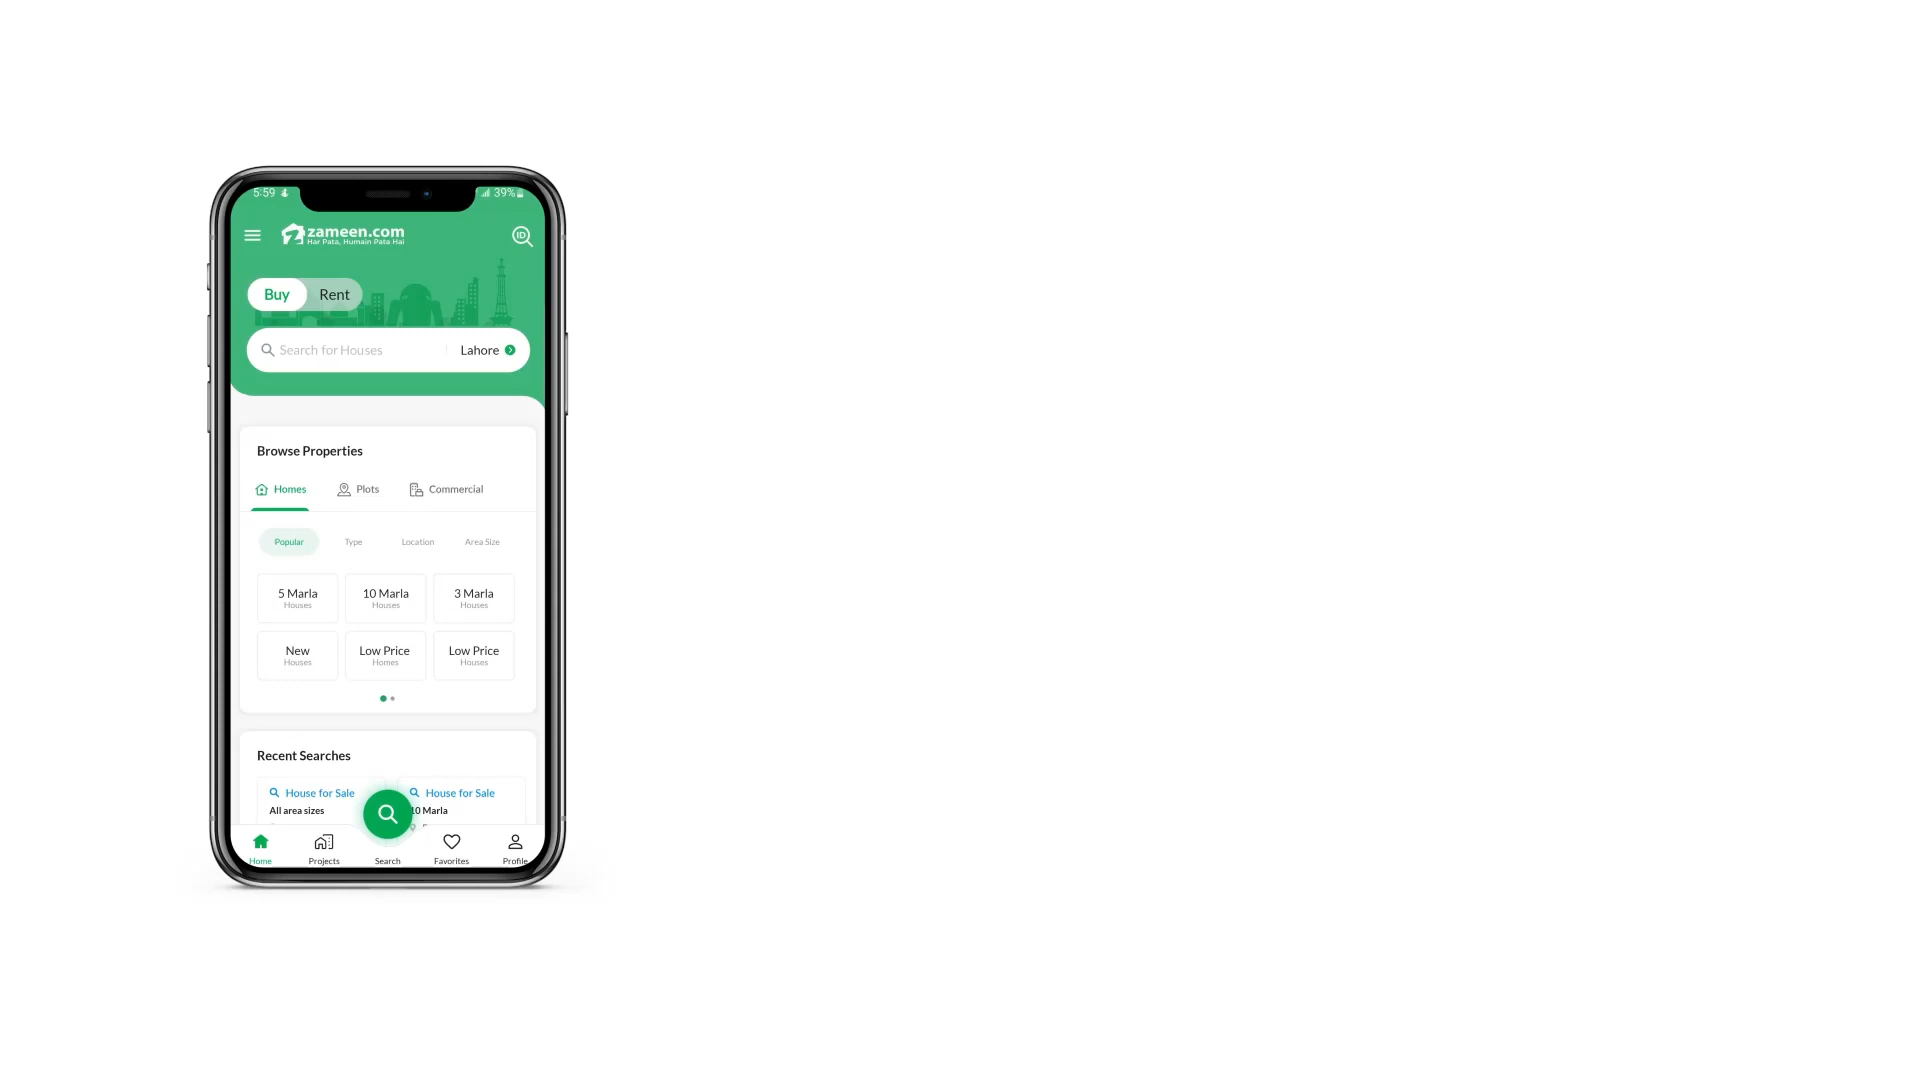 5:59
39%
zameen.com
Har Pata, Humain Pata Hai
ID
Buy Rent
Search for Houses Lahore
Browse Properties
Homes Plots Commercial
Popular Type Location Area Size
5 Marla 10 Marla 3 Marla
Houses Houses Houses
New Low Price Low Price
Houses Homes Houses
Recent Searches
House for Sale House for Sale
All area sizes 10 Marla
Home Projects Search Favorites Profile